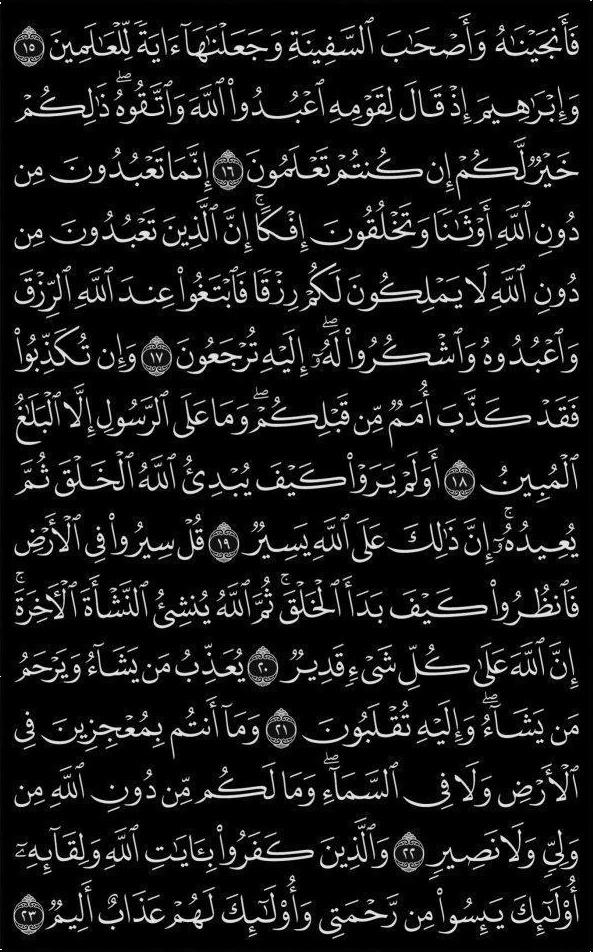 فَأَنجَيْنَٰهُ وَأَصْحَٰبَ ٱلسَّفِينَةِ وَجَعَلْنَٰهَآ ءَايَةً لِّلْعَٰلَمِينَ ١٥
وَإِبْرَٰهِيمَ إِذْ قَالَ لِقَوْمِهِ ٱعْبُدُوا۟ ٱللَّهَ وَٱتَّقُوهُ ۖ ذَٰلِكُمْ
خَيْرٌ لَّكُمْ إِن كُنتُمْ تَعْلَمُونَ ١٦ إِنَّمَا تَعْبُدُونَ مِن
دُونِ ٱللَّهِ أَوْثَٰنًا وَتَخْلُقُونَ إِفْكًا ۚ إِنَّ ٱلَّذِينَ تَعْبُدُونَ مِن
دُونِ ٱللَّهِ لَا يَمْلِكُونَ لَكُمْ رِزْقًا فَٱبْتَغُوا۟ عِندَ ٱللَّهِ ٱلرِّزْقَ
وَٱعْبُدُوهُ وَٱشْكُرُوا۟ لَهُۥٓ ۖ إِلَيْهِ تُرْجَعُونَ ١٧ وَإِن تُكَذِّبُوا۟
فَقَدْ كَذَّبَ أُمَمٌ مِّن قَبْلِكُمْ ۖ وَمَا عَلَى ٱلرَّسُولِ إِلَّا ٱلْبَلَٰغُ
ٱلْمُبِينُ ١٨ أَوَلَمْ يَرَوْا۟ كَيْفَ يُبْدِئُ ٱللَّهُ ٱلْخَلْقَ ثُمَّ
يُعِيدُهُۥٓ ۚ إِنَّ ذَٰلِكَ عَلَى ٱللَّهِ يَسِيرٌ ١٩ قُلْ سِيرُوا۟ فِى ٱلْأَرْضِ
فَٱنظُرُوا۟ كَيْفَ بَدَأَ ٱلْخَلْقَ ۚ ثُمَّ ٱللَّهُ يُنشِئُ ٱلنَّشْأَةَ ٱلْءَاخِرَةَ ۚ
إِنَّ ٱللَّهَ عَلَىٰ كُلِّ شَىْءٍ قَدِيرٌ ٢٠ يُعَذِّبُ مَن يَشَآءُ وَيَرْحَمُ
مَن يَشَآءُ ۖ وَإِلَيْهِ تُقْلَبُونَ ٢١ وَمَآ أَنتُم بِمُعْجِزِينَ فِى
ٱلْأَرْضِ وَلَا فِى ٱلسَّمَآءِ ۖ وَمَا لَكُم مِّن دُونِ ٱللَّهِ مِن
وَلِىٍّ وَلَا نَصِيرٍ ٢٢ وَٱلَّذِينَ كَفَرُوا۟ بِـَٔايَٰتِ ٱللَّهِ وَلِقَآئِهِۦٓ
أُو۟لَٰٓئِكَ يَئِسُوا۟ مِن رَّحْمَتِى وَأُو۟لَٰٓئِكَ لَهُمْ عَذَابٌ أَلِيمٌ ٢٣